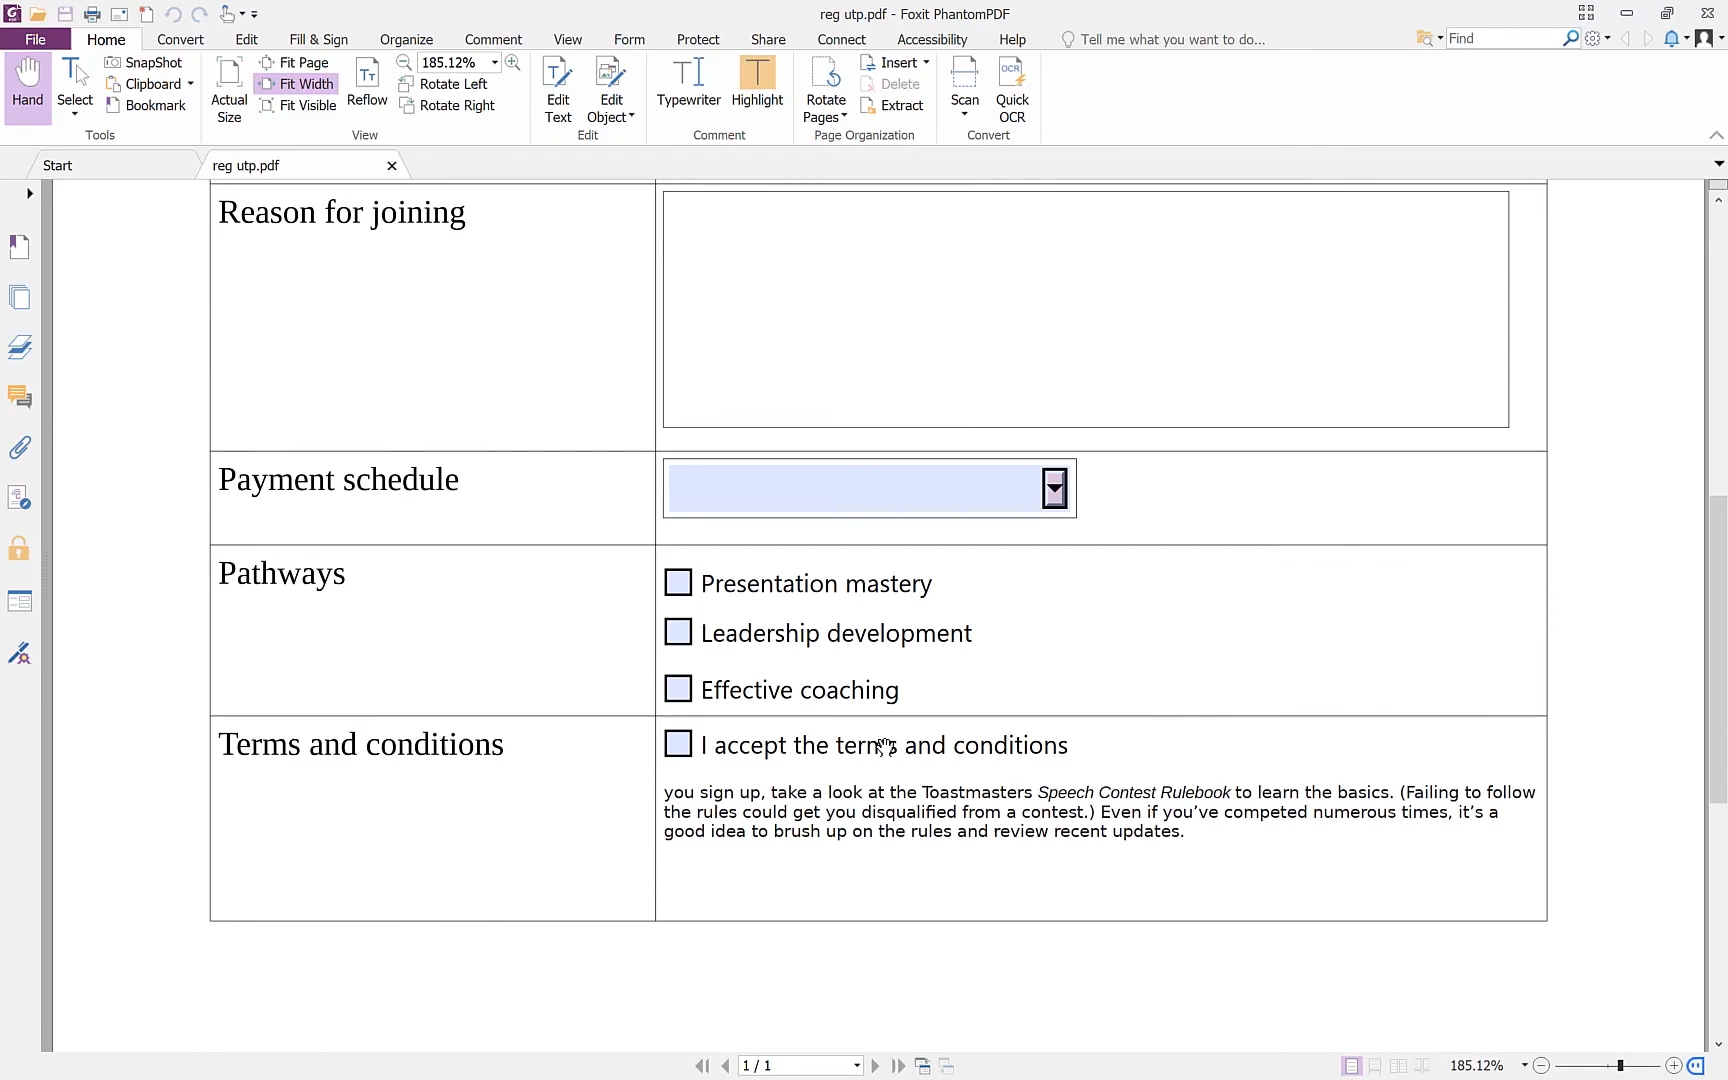 reg utp.pdf - Foxit PhantomPDF
File Home Convert Edit Fill & Sign Organize Comment View Form Protect Share Connect Accessibility Help Tell me what you want to do... Find
Hand
Select
SnapShot
Clipboard
Bookmark
Tools
Actual
Size
Fit Page
Fit Width
Fit Visible
Reflow
185.12%
Rotate Left
Rotate Right
View
Edit
Text
Edit
Object
Edit
Typewriter
Highlight
Comment
Rotate
Pages
Insert
Delete
Extract
Page Organization
Scan
OCR
Quick
OCR
Convert
Start
reg utp.pdf
Reason for joining
Payment schedule
Pathways
Presentation mastery
Leadership development
Effective coaching
Terms and conditions
I accept the terms and conditions
you sign up, take a look at the Toastmasters Speech Contest Rulebook to learn the basics. (Failing to follow
the rules could get you disqualified from a contest.) Even if you’ve competed numerous times, it’s a
good idea to brush up on the rules and review recent updates.
1 / 1
185.12%